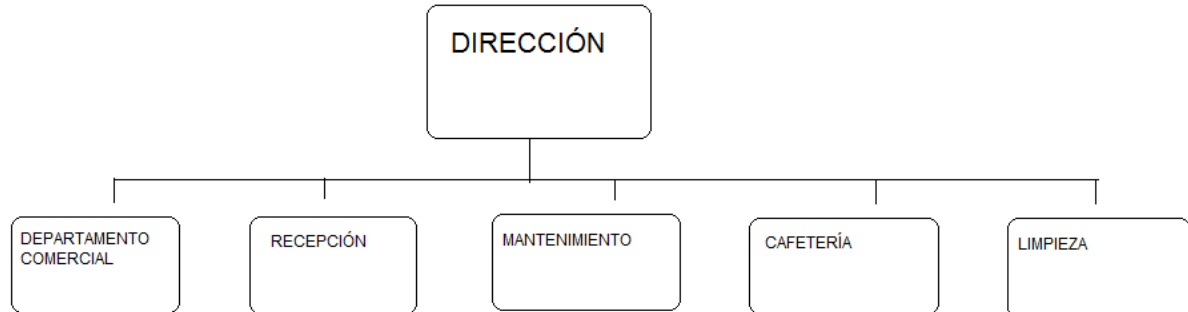 DIRECCIÓN
DEPARTAMENTO
COMERCIAL
RECEPCIÓN
MANTENIMIENTO
CAFETERÍA
LIMPIEZA